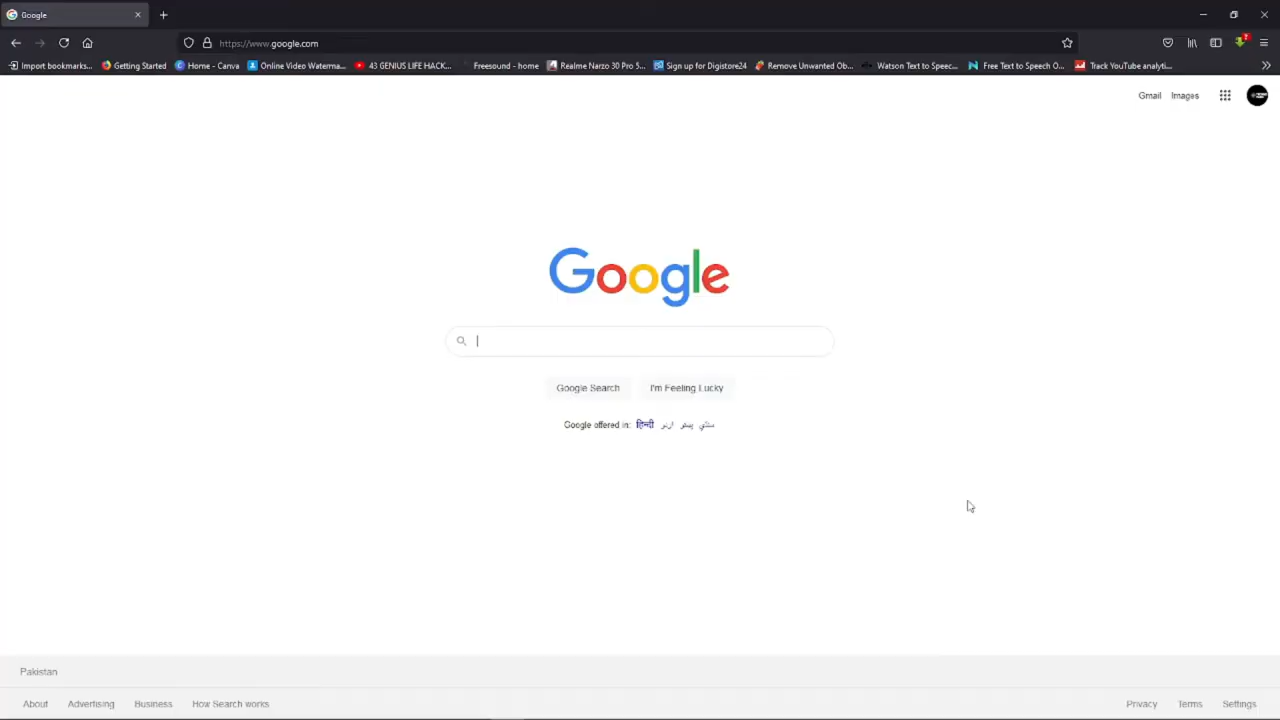 Google
https://www.google.com
Import bookmarks... Getting Started Home - Canva Online Video Waterma... 43 GENIUS LIFE HACK... Freesound - home Realme Narzo 30 Pro 5... Sign up for Digistore24 Remove Unwanted Ob... Watson Text to Speec... Free Text to Speech O... Track YouTube analyti...
Gmail Images
Google
Google Search I'm Feeling Lucky
Google offered in: हिन्दी اردو پښتو سنڌي
Pakistan
About Advertising Business How Search works Privacy Terms Settings